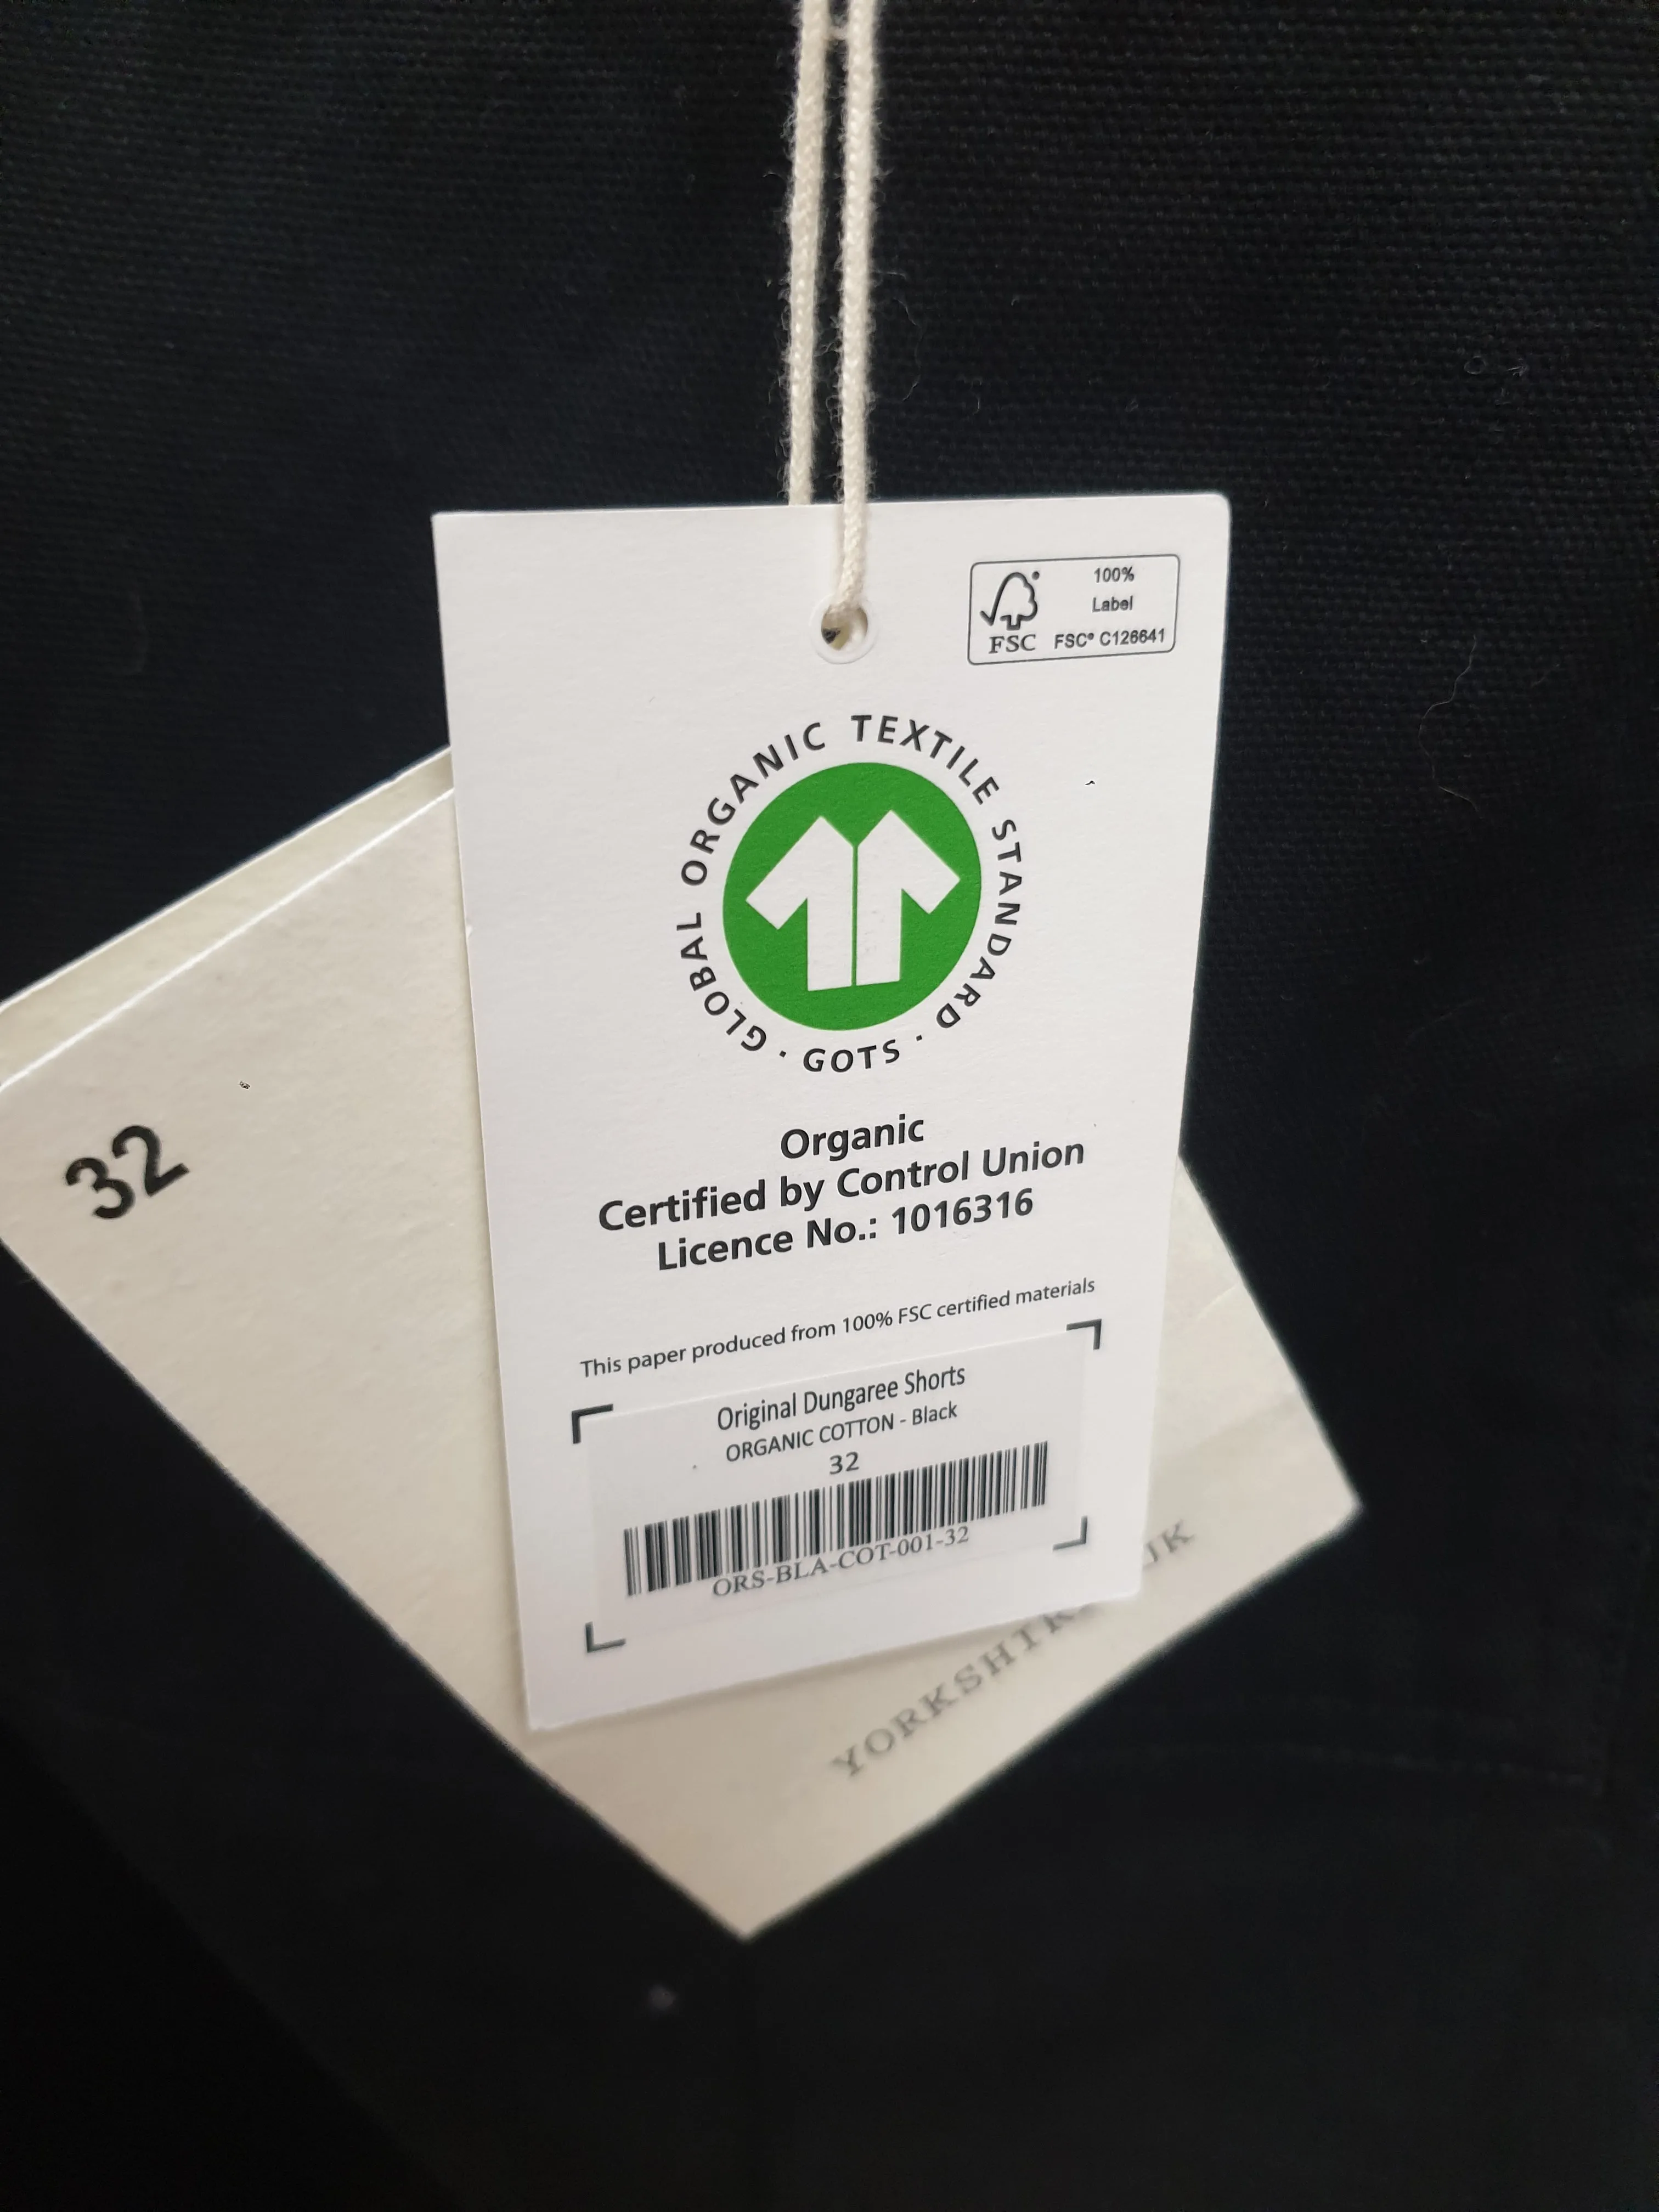 100%
Label
FSC FSC® C126641
GLOBAL ORGANIC TEXTILE STANDARD · GOTS ·
Organic
Certified by Control Union
Licence No.: 1016316
This paper produced from 100% FSC certified materials
Original Dungaree Shorts
ORGANIC COTTON - Black
32
ORS-BLA-COT-001-32
32
YORKSHIRE